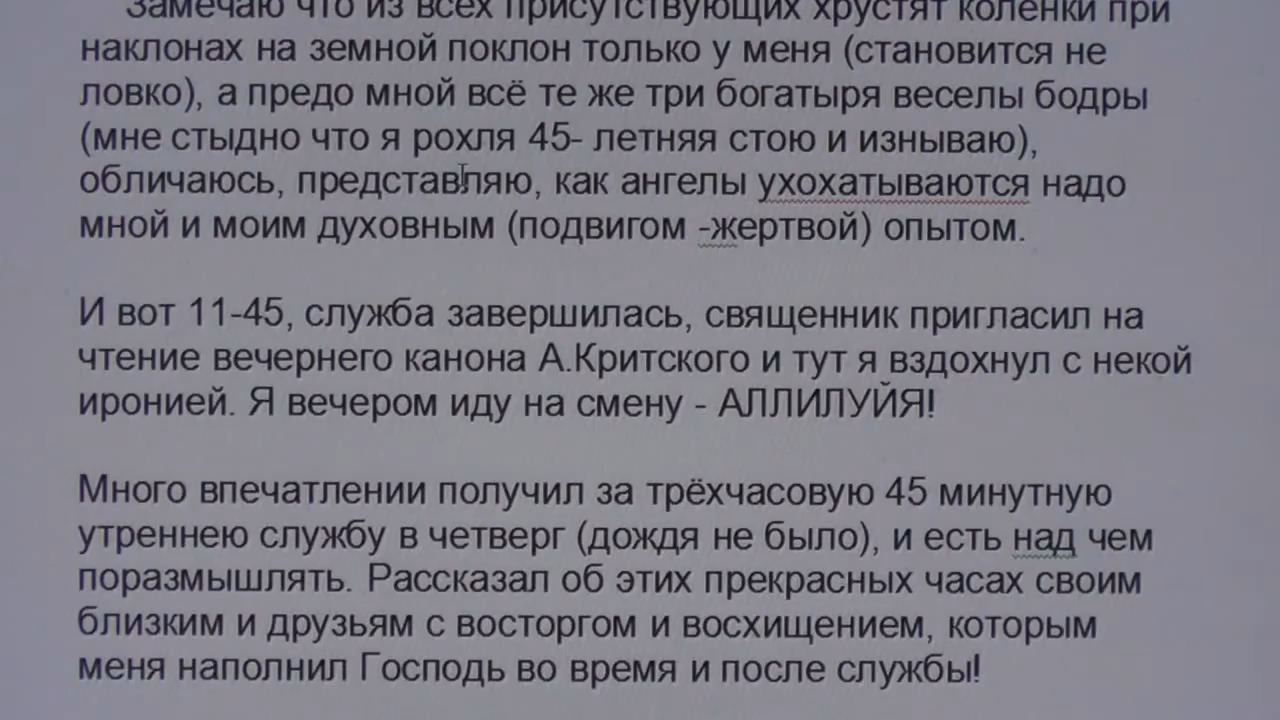 Замечаю что из всех присутствующих хрустят коленки при
наклонах на земной поклон только у меня (становится не
ловко), а предо мной всё те же три богатыря веселы бодры
(мне стыдно что я рохля 45- летняя стою и изнываю),
обличаюсь, представляю, как ангелы ухохатываются надо
мной и моим духовным (подвигом -жертвой) опытом.
И вот 11-45, служба завершилась, священник пригласил на
чтение вечернего канона А.Критского и тут я вздохнул с некой
иронией. Я вечером иду на смену - АЛЛИЛУЙЯ!
Много впечатлении получил за трёхчасовую 45 минутную
утреннею службу в четверг (дождя не было), и есть над чем
поразмышлять. Рассказал об этих прекрасных часах своим
близким и друзьям с восторгом и восхищением, которым
меня наполнил Господь во время и после службы!